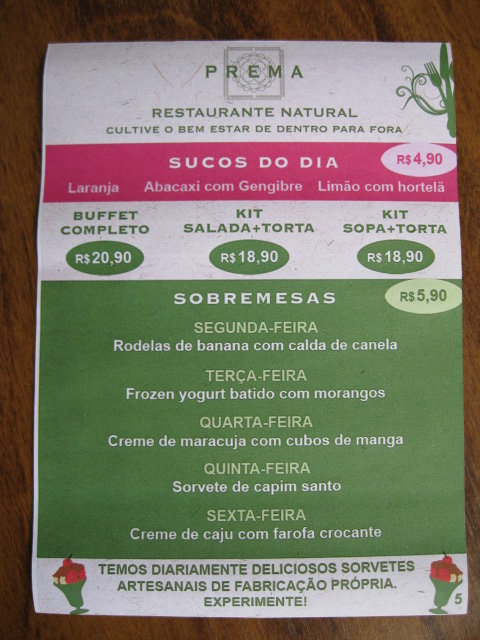 PREMA
RESTAURANTE NATURAL
CULTIVE O BEM ESTAR DE DENTRO PARA FORA
SUCOS DO DIA R$4,90
Laranja Abacaxi com Gengibre Limão com hortelã
BUFFET COMPLETO
R$20,90
KIT SALADA+TORTA
R$18,90
KIT SOPA+TORTA
R$18,90
SOBREMESAS R$5,90
SEGUNDA-FEIRA
Rodelas de banana com calda de canela
TERÇA-FEIRA
Frozen yogurt batido com morangos
QUARTA-FEIRA
Creme de maracuja com cubos de manga
QUINTA-FEIRA
Sorvete de capim santo
SEXTA-FEIRA
Creme de caju com farofa crocante
TEMOS DIARIAMENTE DELICIOSOS SORVETES
ARTESANAIS DE FABRICAÇÃO PRÓPRIA.
EXPERIMENTE!
5